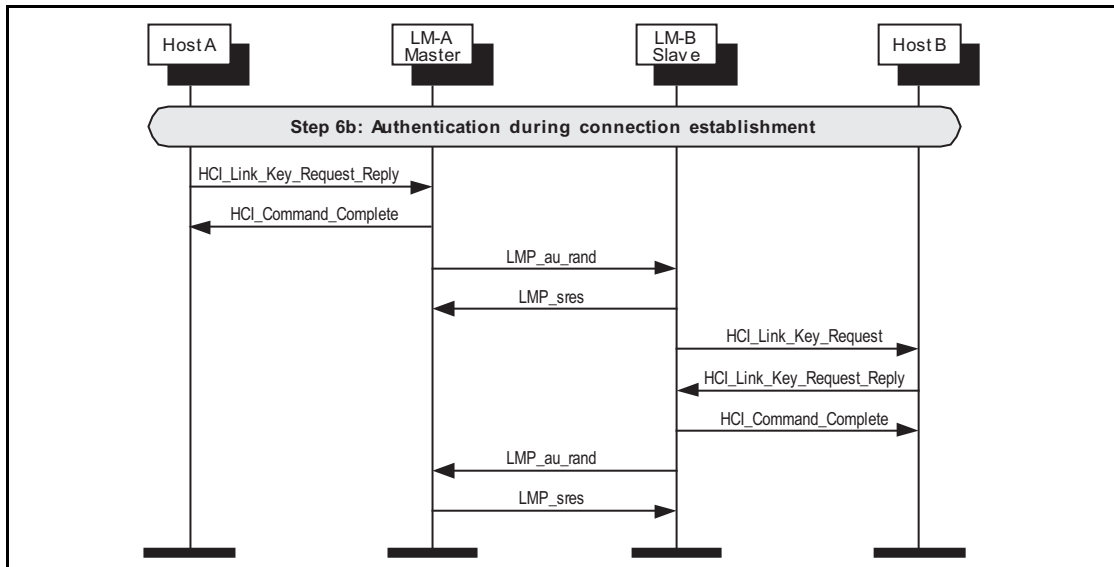 Host A
LM-A
Master
LM-B
Slave
Host B
Step 6b: Authentication during connection establishment
HCI_Link_Key_Request_Reply
HCI_Command_Complete
LMP_au_rand
LMP_sres
HCI_Link_Key_Request
HCI_Link_Key_Request_Reply
HCI_Command_Complete
LMP_au_rand
LMP_sres